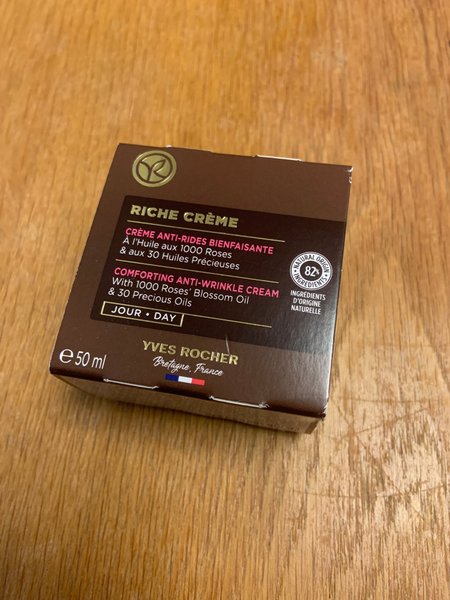 RICHE CRÈME
CRÈME ANTI-RIDES BIENFAISANTE
À l'Huile aux 1000 Roses
& aux 30 Huiles Précieuses
COMFORTING ANTI-WRINKLE CREAM
With 1000 Roses' Blossom Oil
& 30 Precious Oils
JOUR • DAY
NATURAL ORIGIN
82%
INGREDIENTS
INGRÉDIENTS
D'ORIGINE
NATURELLE
YVES ROCHER
Bretagne, France
℮ 50 ml